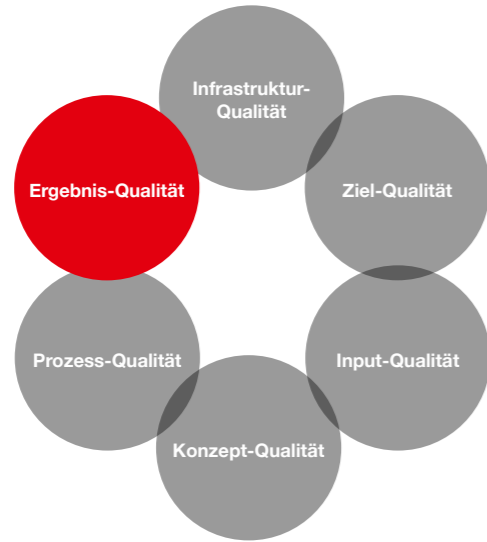 Infrastruktur-
Qualität
Ergebnis-Qualität
Ziel-Qualität
Prozess-Qualität
Input-Qualität
Konzept-Qualität